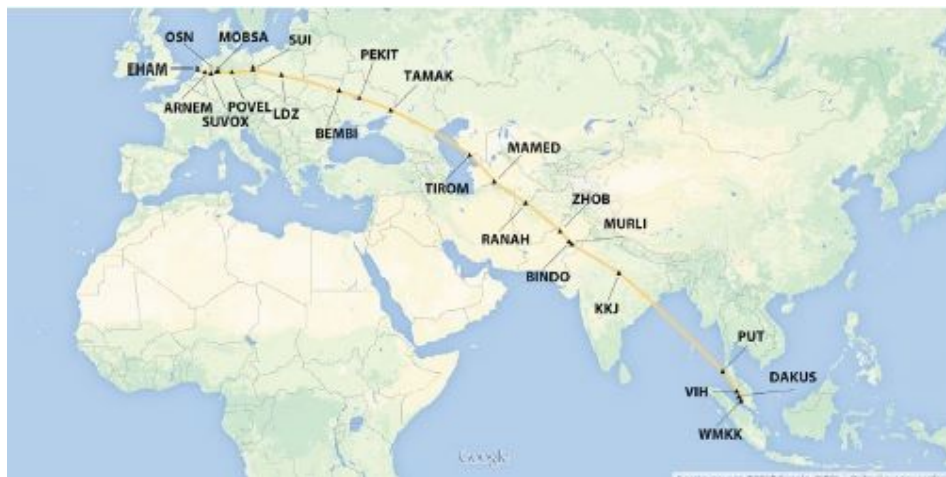 OSN
MOBSA
SUI
PEKIT
EHAM
TAMAK
ARNEM
POVEL
LDZ
SUVOX
BEMBI
MAMED
TIROM
ZHOB
MURLI
RANAH
BINDO
KKJ
PUT
DAKUS
VIH
WMKK
Google